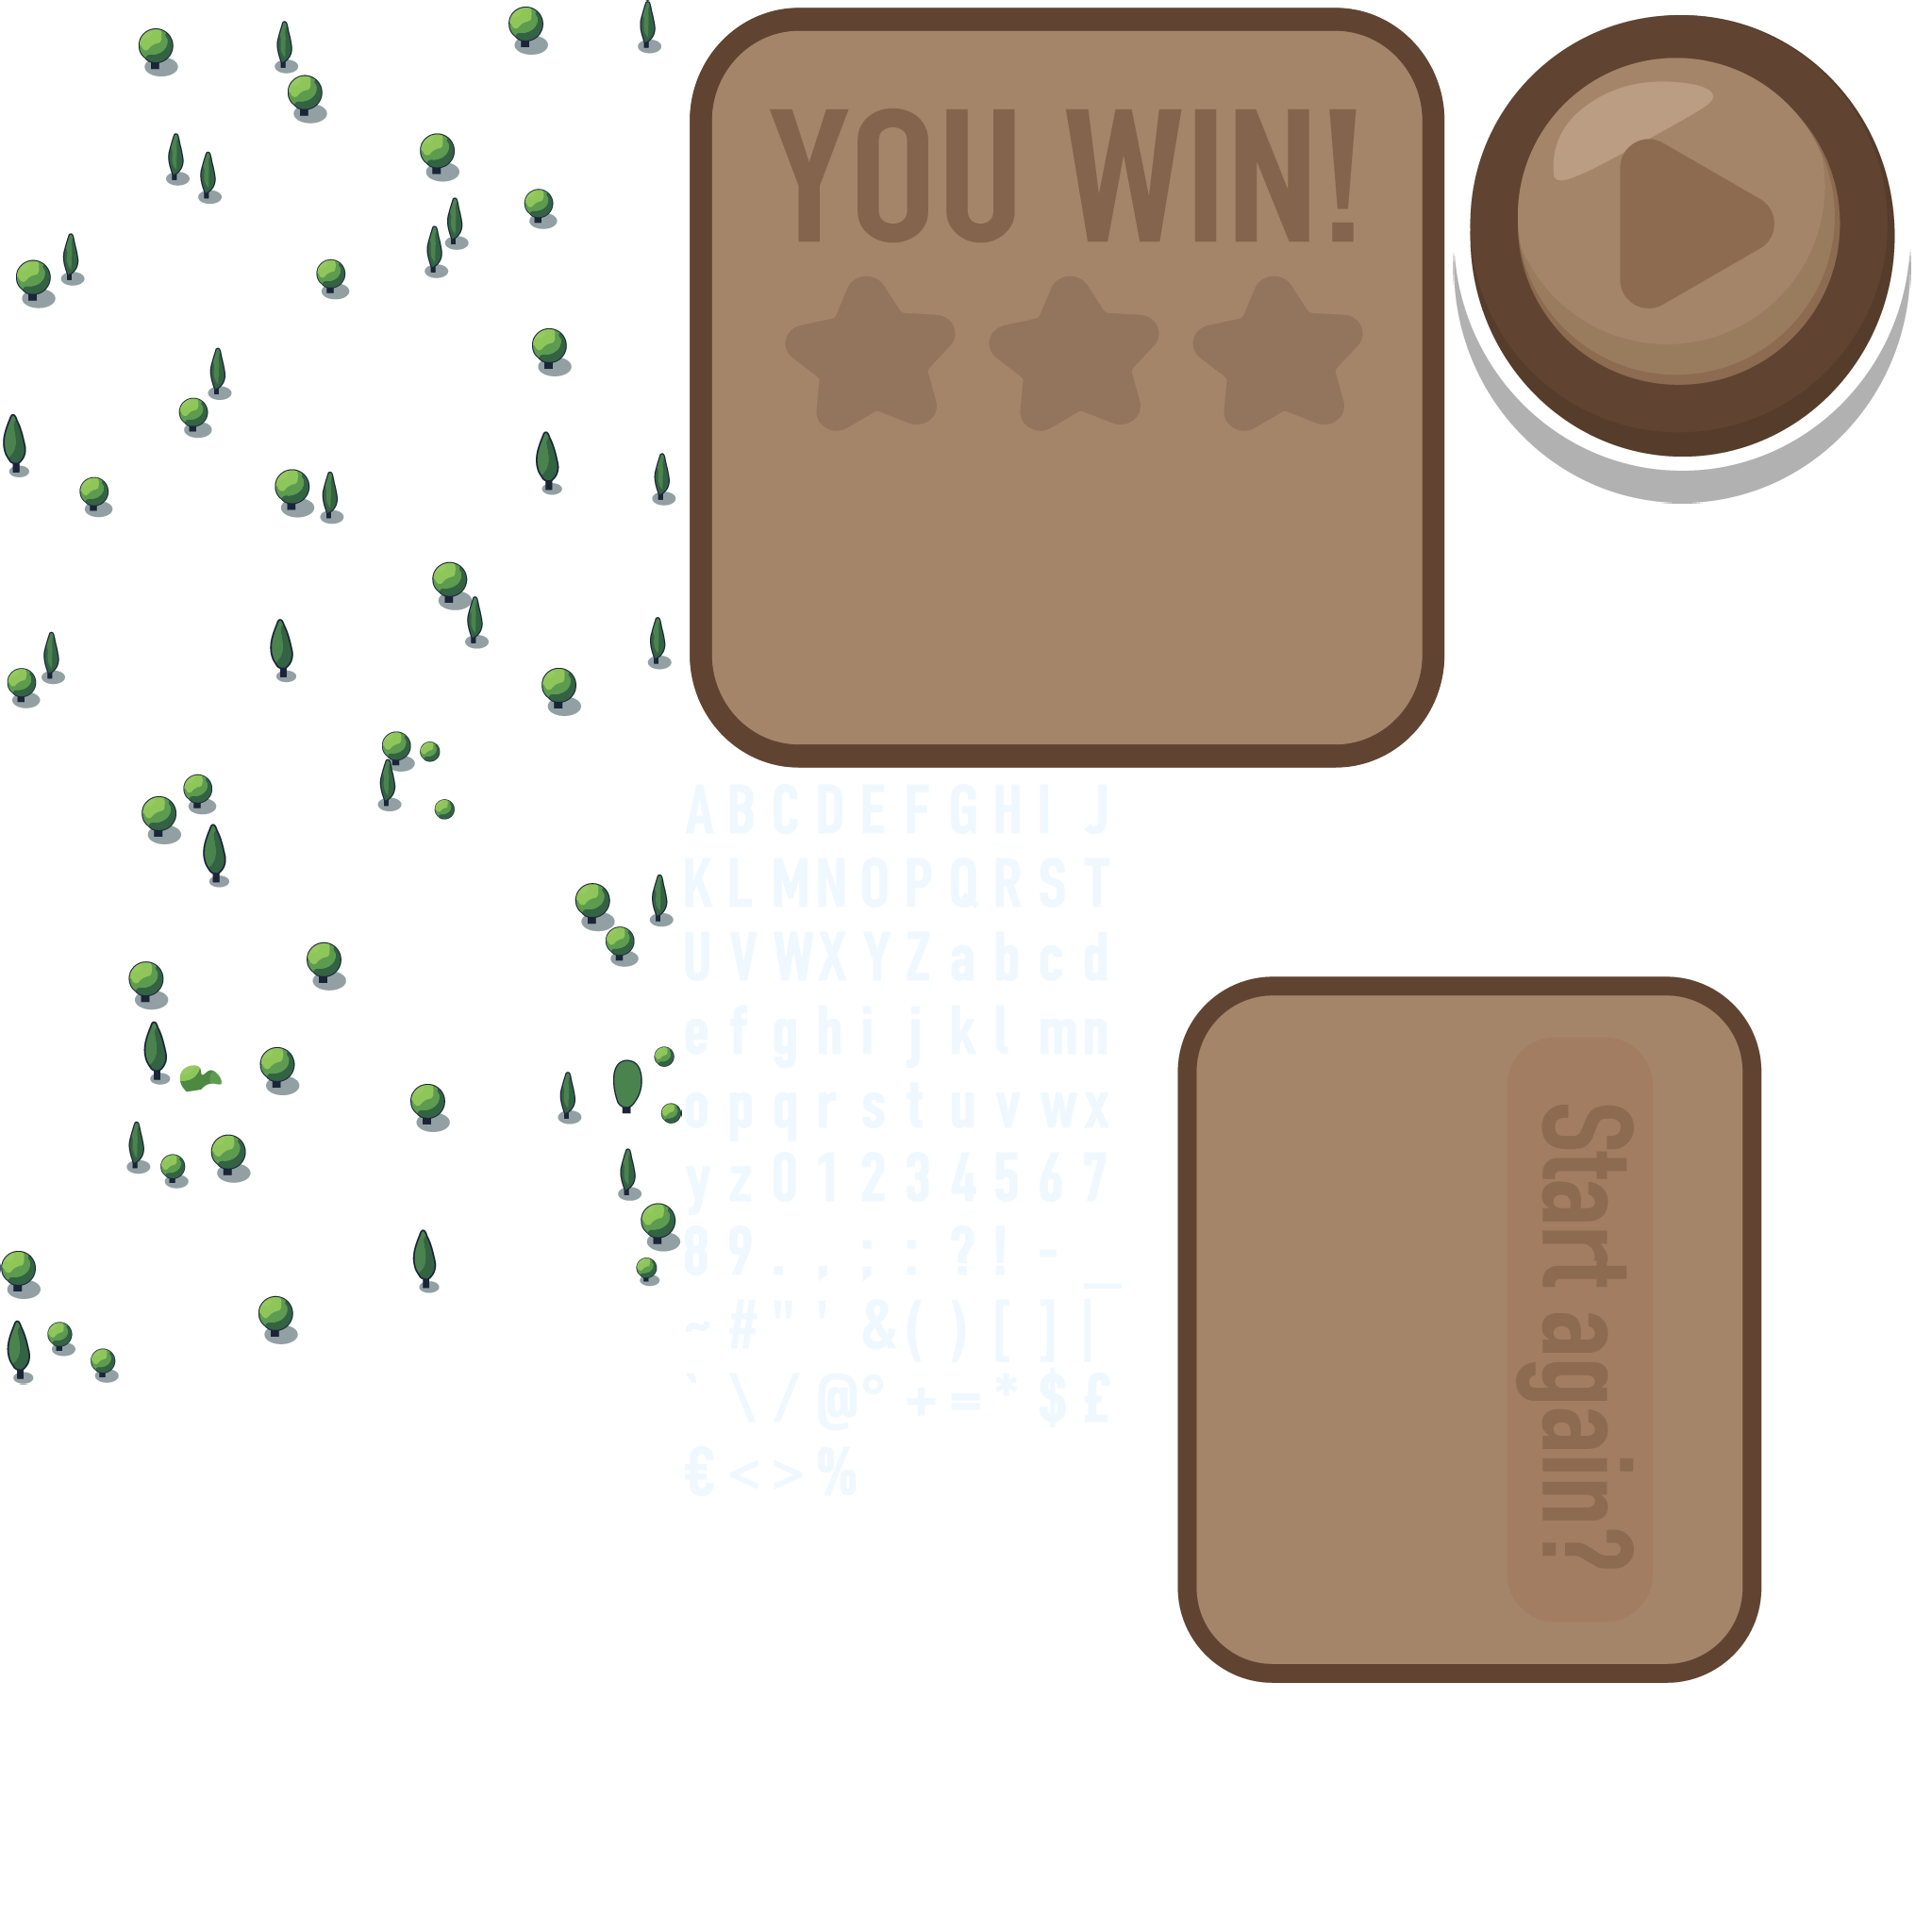 YOU WIN!
A B C D E F G H I J
K L M N O P Q R S T
U V W X Y Z a b c d
e f g h i j k l m n
o p q r s t u v w x
y z 0 1 2 3 4 5 6 7
8 9 . , ; : ? ! - _
~ # " ' & ( ) [ ] |
` \ / @ ° + = * $ £
€ < > %
Start again?